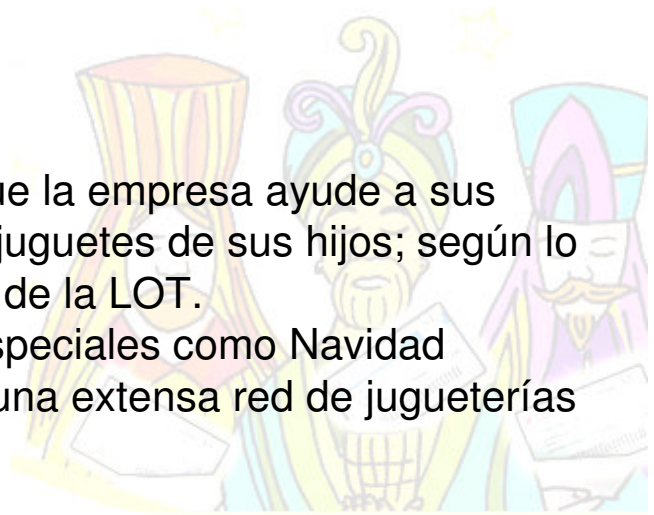 ue la empresa ayude a sus
juguetes de sus hijos; según lo
de la LOT.
speciales como Navidad
una extensa red de jugueterías